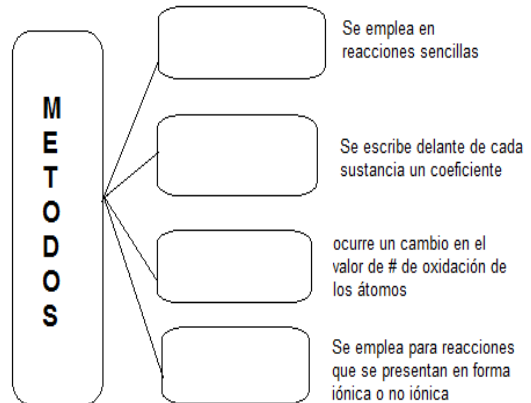 METODOS
Se emplea en
reacciones sencillas
Se escribe delante de cada
sustancia un coeficiente
ocurre un cambio en el
valor de # de oxidación de
los átomos
Se emplea para reacciones
que se presentan en forma
iónica o no iónica